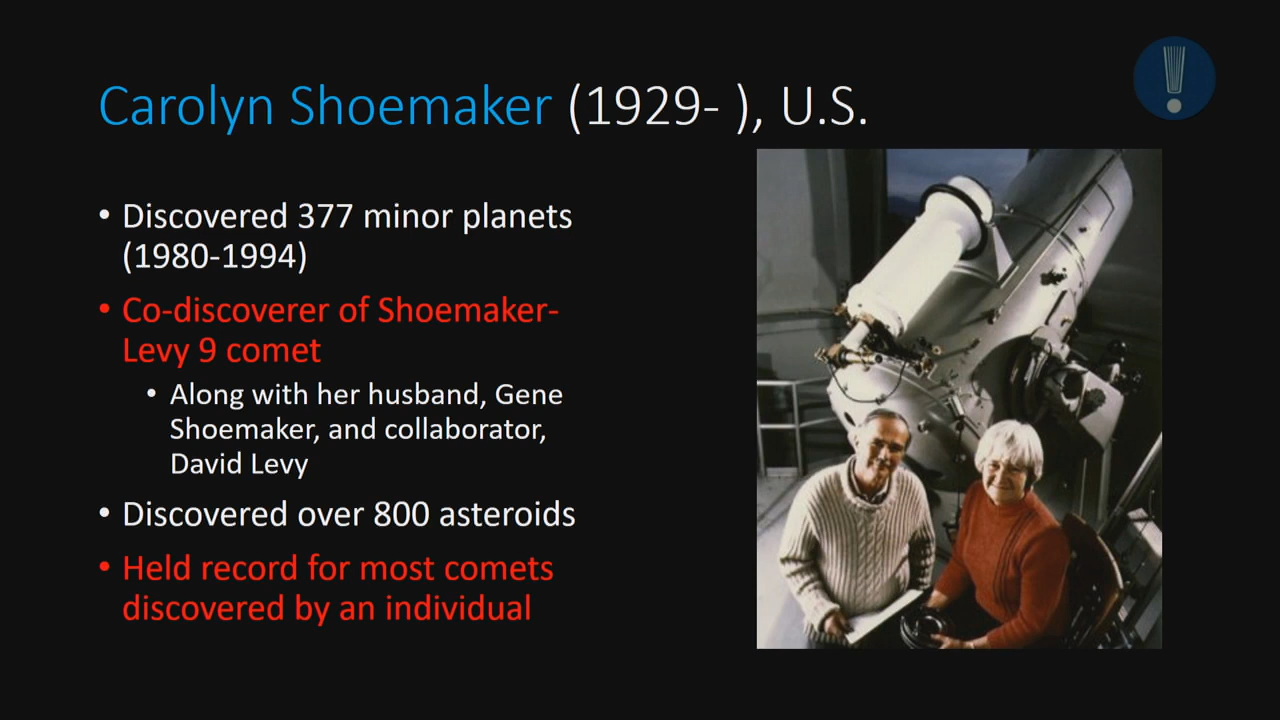 Carolyn Shoemaker (1929- ), U.S.
• Discovered 377 minor planets
(1980-1994)
• Co-discoverer of Shoemaker-
Levy 9 comet
• Along with her husband, Gene
Shoemaker, and collaborator,
David Levy
• Discovered over 800 asteroids
• Held record for most comets
discovered by an individual